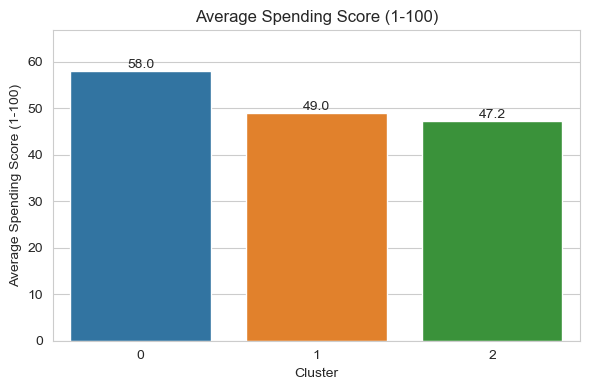 Average Spending Score (1-100)
Average Spending Score (1-100)
60
50
40
30
20
10
0
58.0
49.0
47.2
0 1 2
Cluster